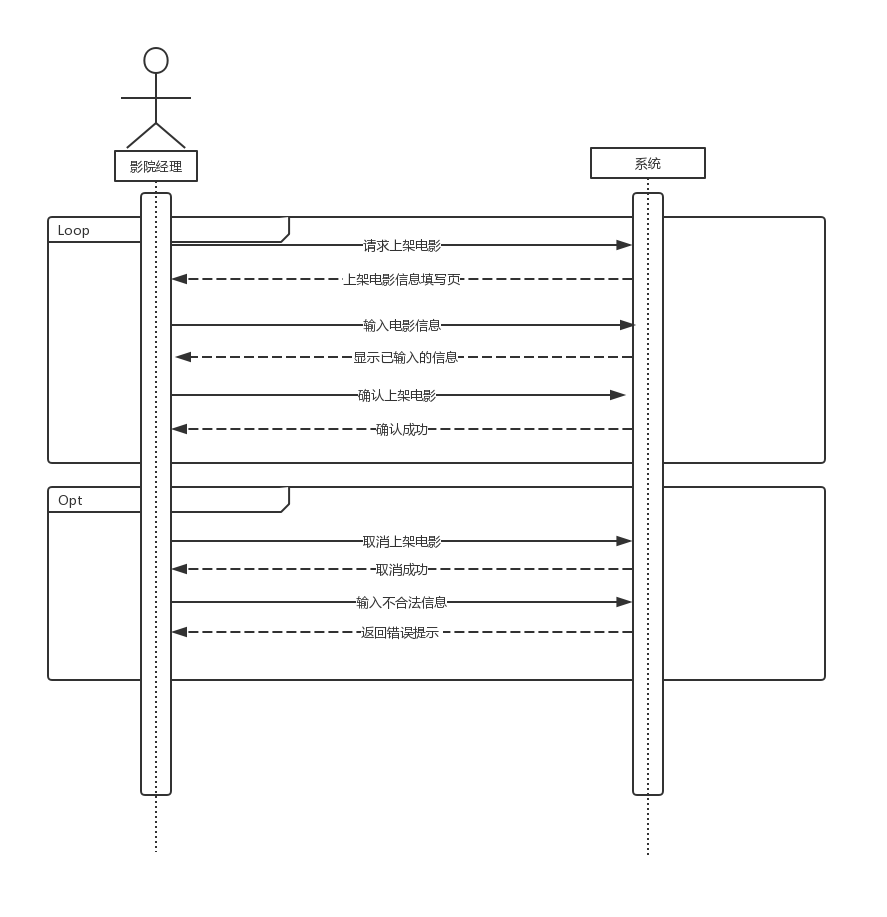 影院经理
系统
Loop
请求上架电影
上架电影信息填写页
输入电影信息
显示已输入的信息
确认上架电影
确认成功
Opt
取消上架电影
取消成功
输入不合法信息
返回错误提示